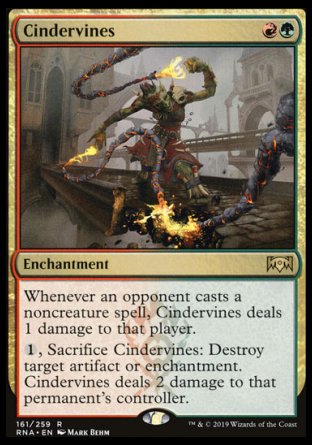 Cindervines
Enchantment
Whenever an opponent casts a
noncreature spell, Cindervines deals
1 damage to that player.
1, Sacrifice Cindervines: Destroy
target artifact or enchantment.
Cindervines deals 2 damage to that
permanent's controller.
161/259 R
RNA • EN Mark Behm
™ & © 2019 Wizards of the Coast